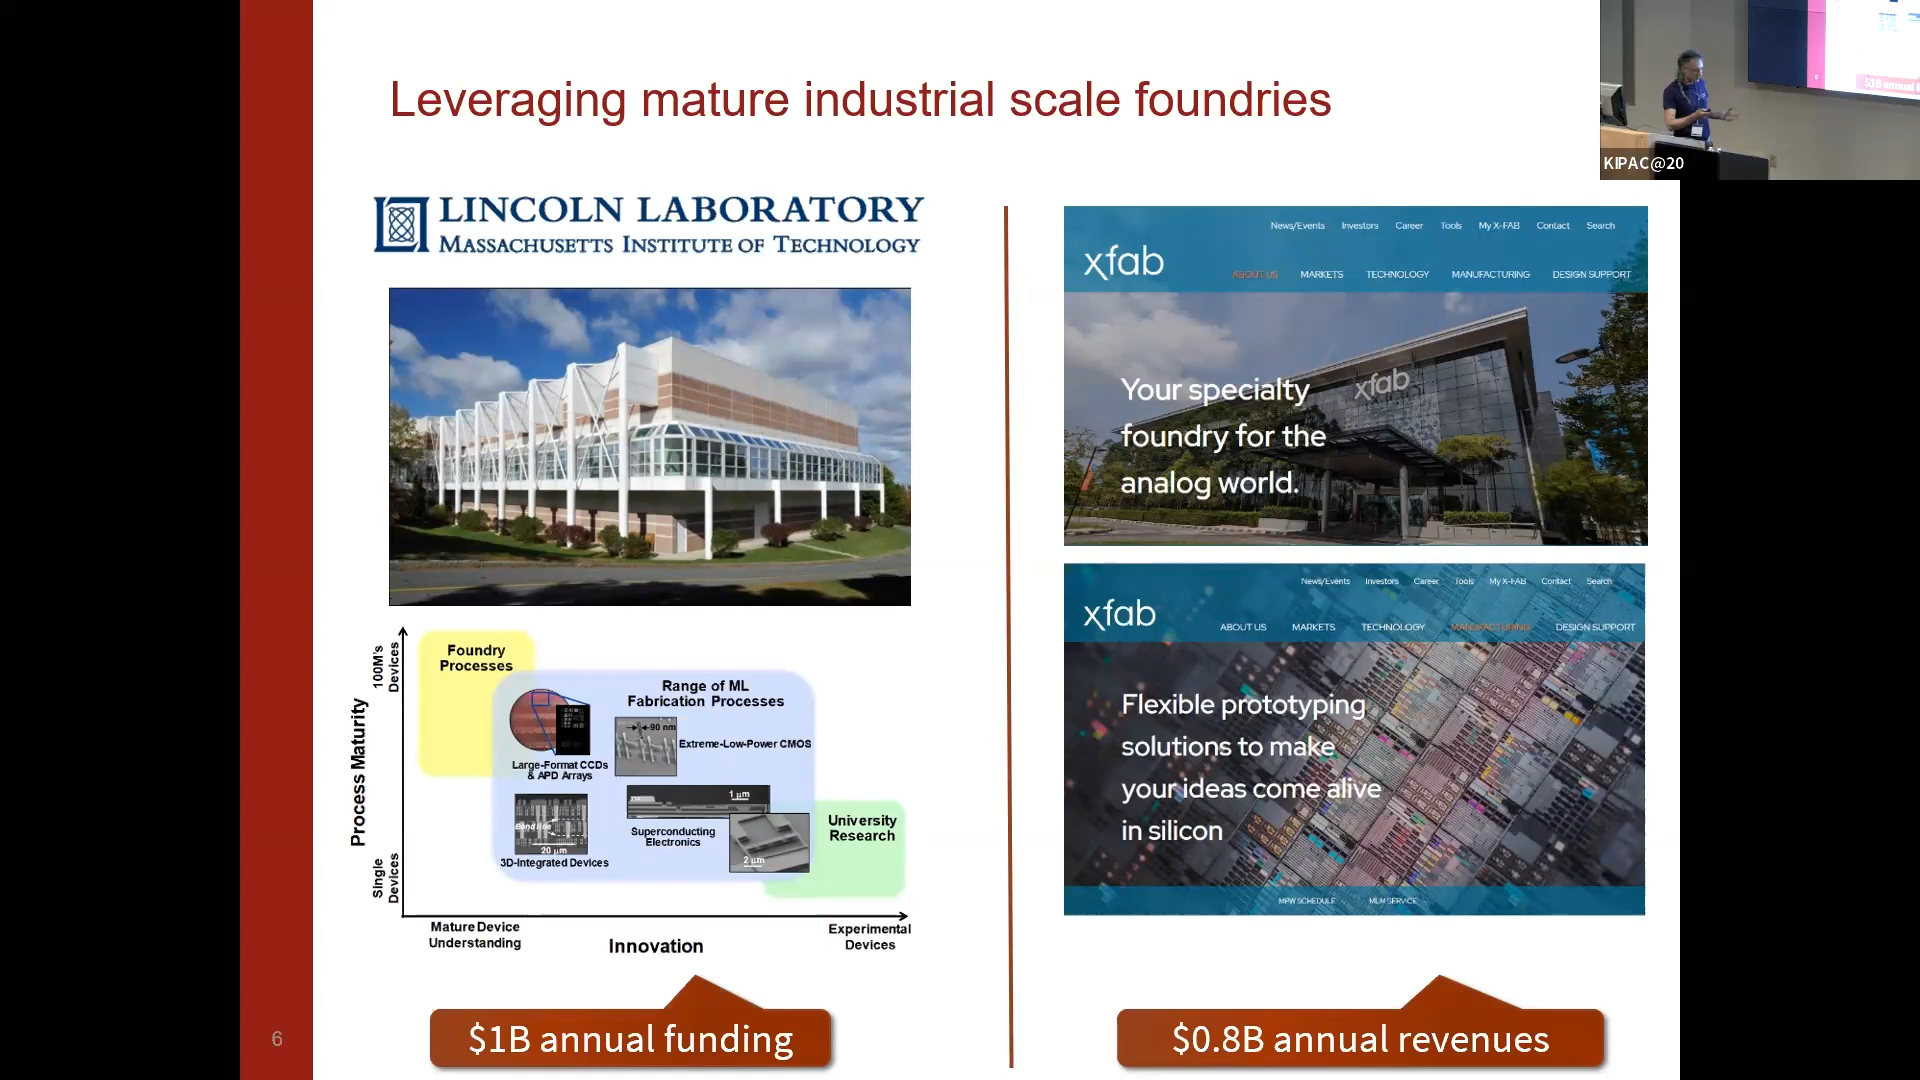 Leveraging mature industrial scale foundries
KIPAC@20
LINCOLN LABORATORY
MASSACHUSETTS INSTITUTE OF TECHNOLOGY
Process Maturity
100M's
Devices
Single
Devices
Foundry
Processes
Range of ML
Fabrication Processes
90 nm
Extreme-Low-Power CMOS
Large-Format CCDs
& APD Arrays
Bond line
20 µm
3D-Integrated Devices
1 µm
Superconducting
Electronics
2 µm
University
Research
Mature Device
Understanding
Innovation
Experimental
Devices
$1B annual funding
News/Events Investors Career Tools My X-FAB Contact Search
xfab
ABOUT US MARKETS TECHNOLOGY MANUFACTURING DESIGN SUPPORT
xfab
Your specialty
foundry for the
analog world.
News/Events Investors Career Tools My X-FAB Contact Search
xfab
ABOUT US MARKETS TECHNOLOGY MANUFACTURING DESIGN SUPPORT
Flexible prototyping
solutions to make
your ideas come alive
in silicon
MPW SCHEDULE MLM SERVICE
$0.8B annual revenues
6